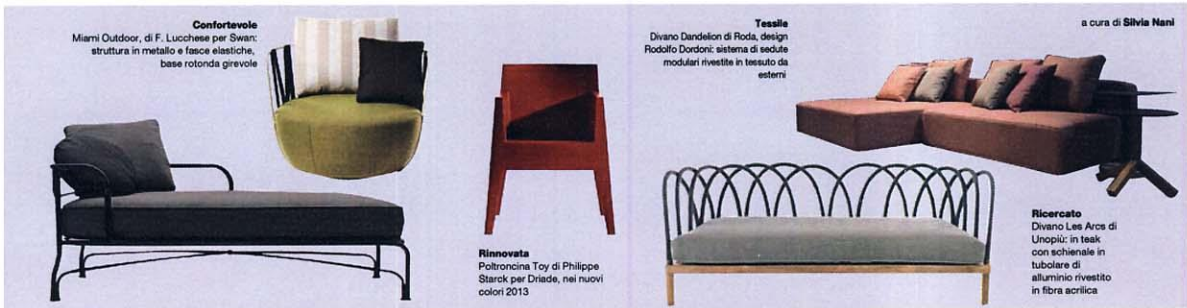 Confortevole
Miami Outdoor, di F. Lucchese per Swan:
struttura in metallo e fasce elastiche,
base rotonda girevole
Rinnovata
Poltroncina Toy di Philippe
Starck per Driade, nei nuovi
colori 2013
Tessile
Divano Dandelion di Roda, design
Rodolfo Dordoni: sistema di sedute
modulari rivestite in tessuto da
esterni
a cura di Silvia Nani
Ricercato
Divano Les Arcs di
Unopiù: in teak
con schienale in
tubolare di
alluminio rivestito
in fibra acrilica